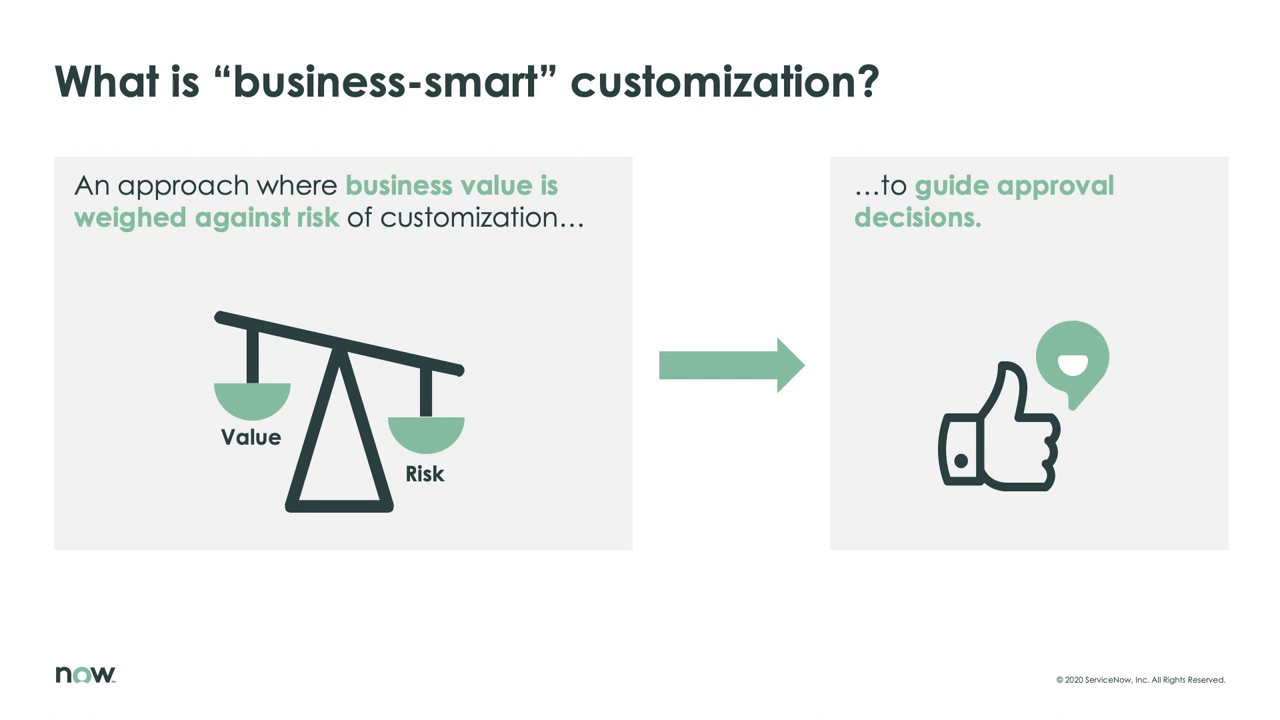 What is “business-smart” customization?
An approach where business value is
weighed against risk of customization…
…to guide approval
decisions.
Value
Risk
now™
© 2020 ServiceNow, Inc. All Rights Reserved.